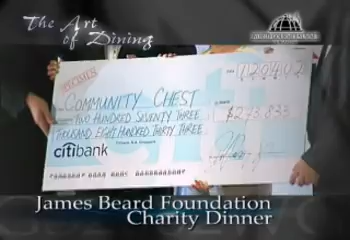 The Art
of Dining
SPECIMEN
COMMUNITY CHEST
TWO HUNDRED SEVENTY THREE
THOUSAND EIGHT HUNDRED THIRTY THREE
$273,833
citibank
James Beard Foundation
Charity Dinner